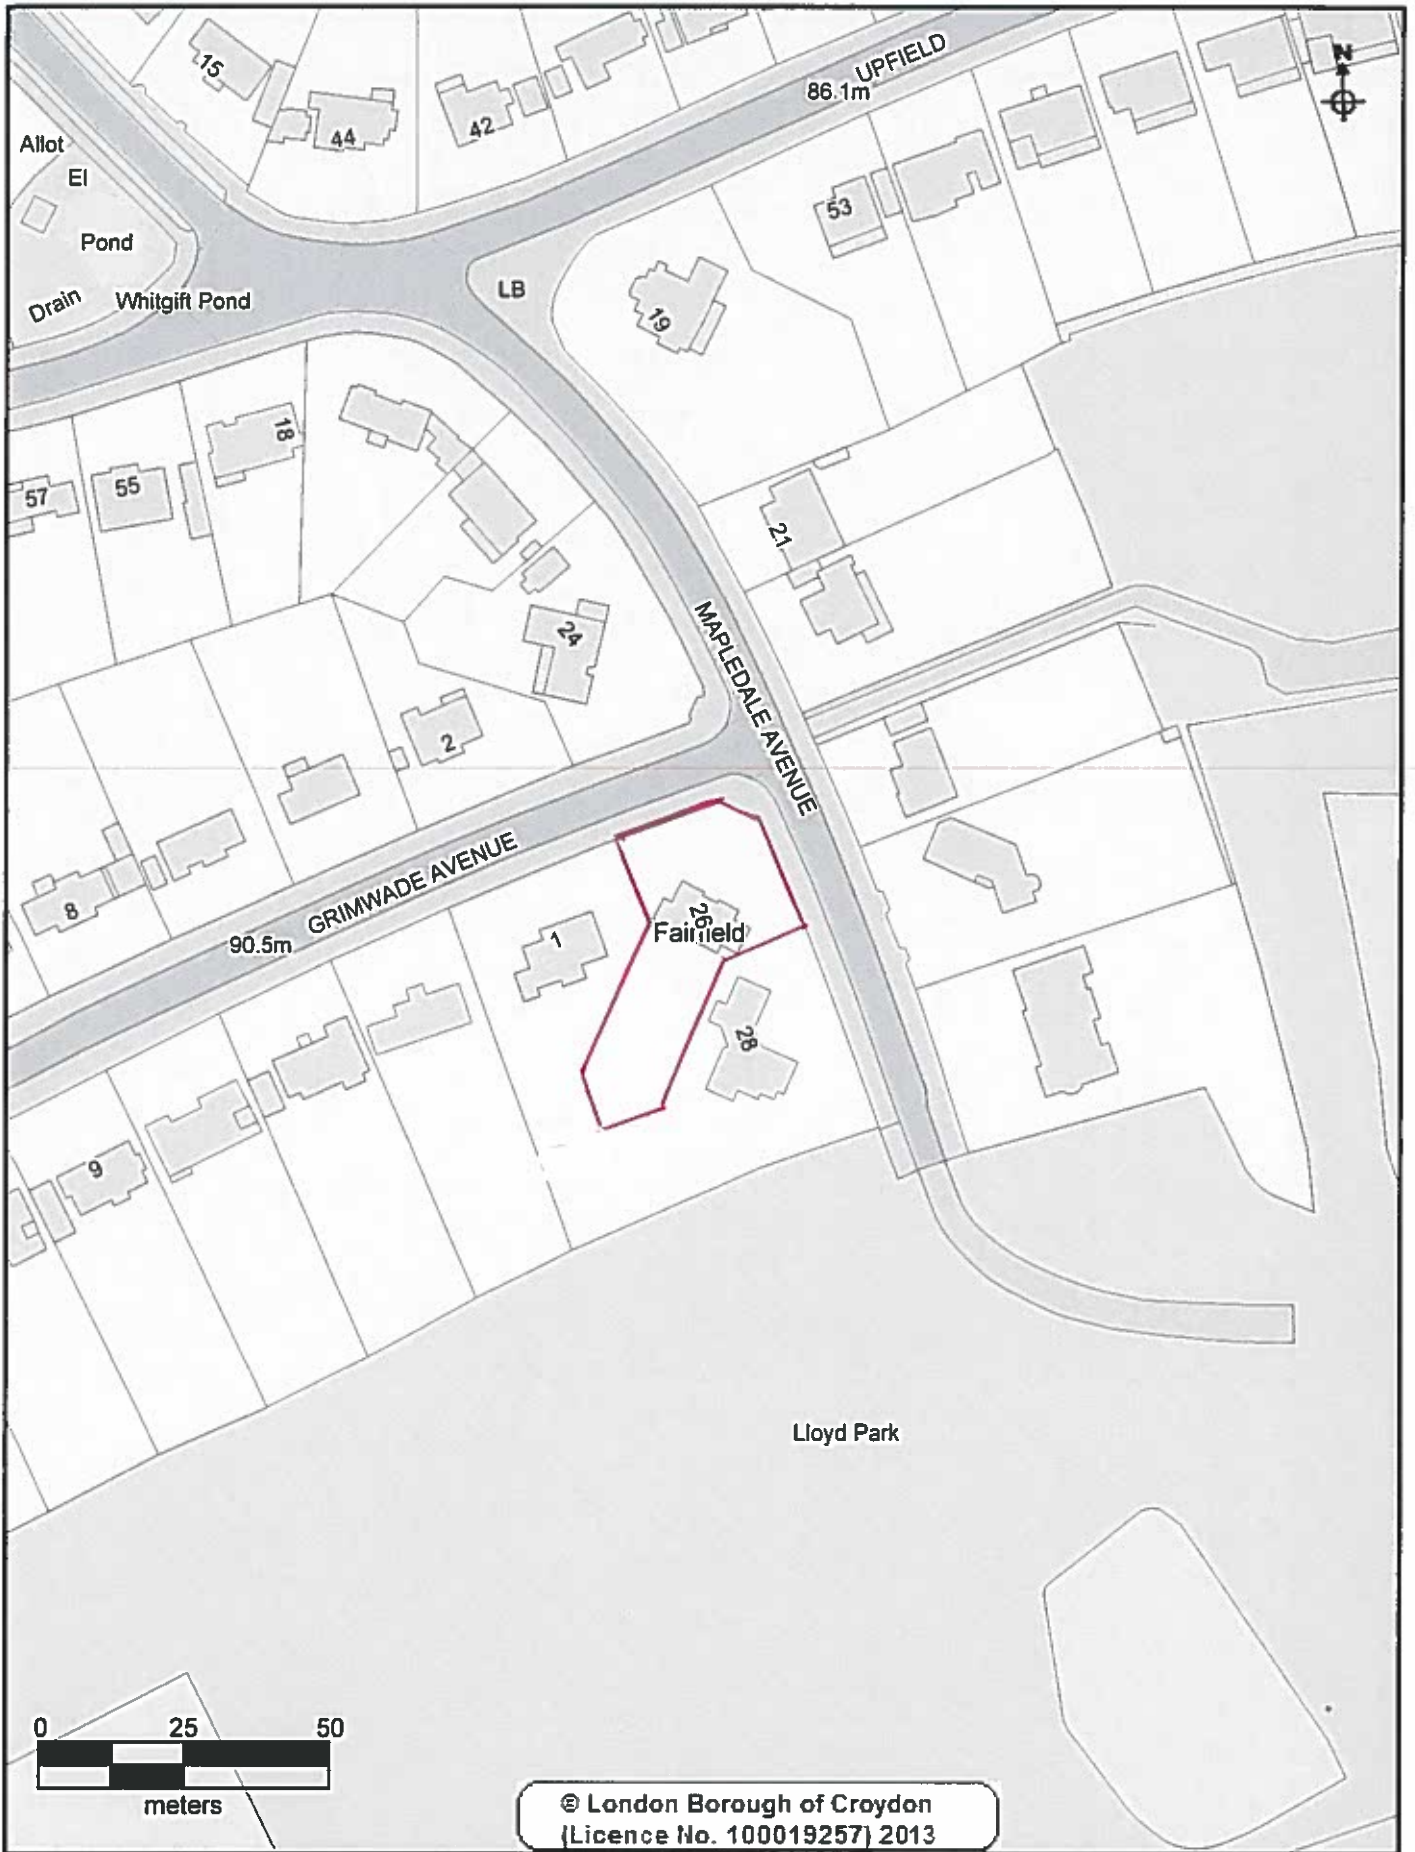 15
44
42
86.1m
UPFIELD
N
Allot
El
Pond
Drain
Whitgift Pond
LB
19
53
57
55
18
21
24
2
MAPLEDALE AVENUE
8
GRIMWADE AVENUE
90.5m
1
26
Fairfield
28
9
Lloyd Park
0 25 50
meters
© London Borough of Croydon
(Licence No. 100019257) 2013